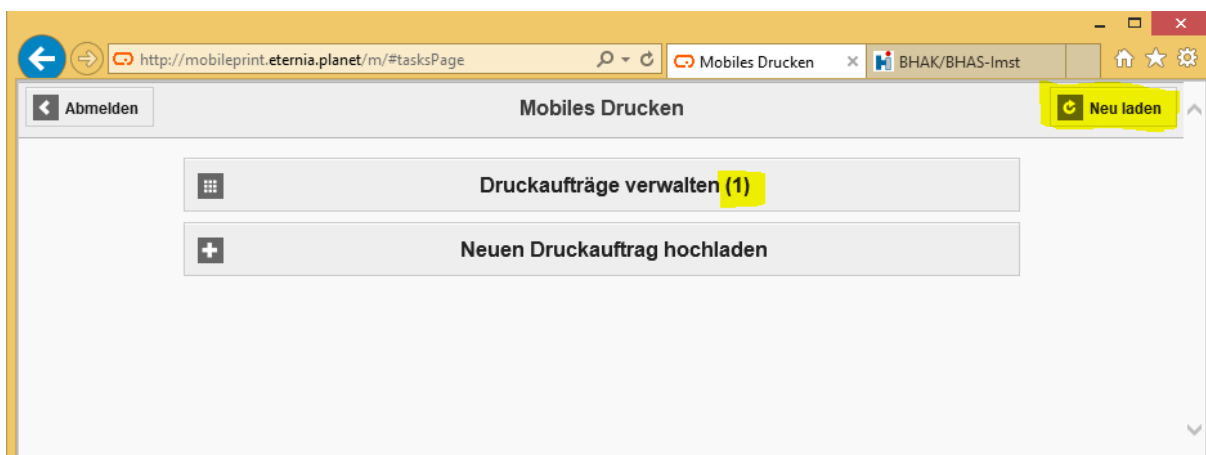 http://mobileprint.eternia.planet/m/#tasksPage
Mobiles Drucken
BHAK/BHAS-Imst
Abmelden
Mobiles Drucken
Neu laden
Druckaufträge verwalten (1)
Neuen Druckauftrag hochladen